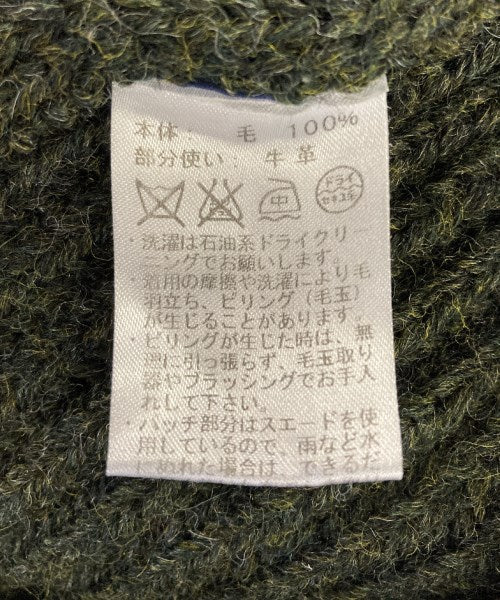 本体： 毛 100%
部分使い： 牛革
ドライ
セキユ系
・洗濯は石油系ドライクリー
ニングでお願いします。
・着用の摩擦や洗濯により毛
羽立ち、ピリング（毛玉）
が生じることがあります。
・ピリングが生じた時は、無
理に引っ張らず、毛玉取り
器やブラッシングでお手入
れして下さい。
・パッチ部分はスエードを使
用しているので、雨など水
にぬれた場合は、できるだ